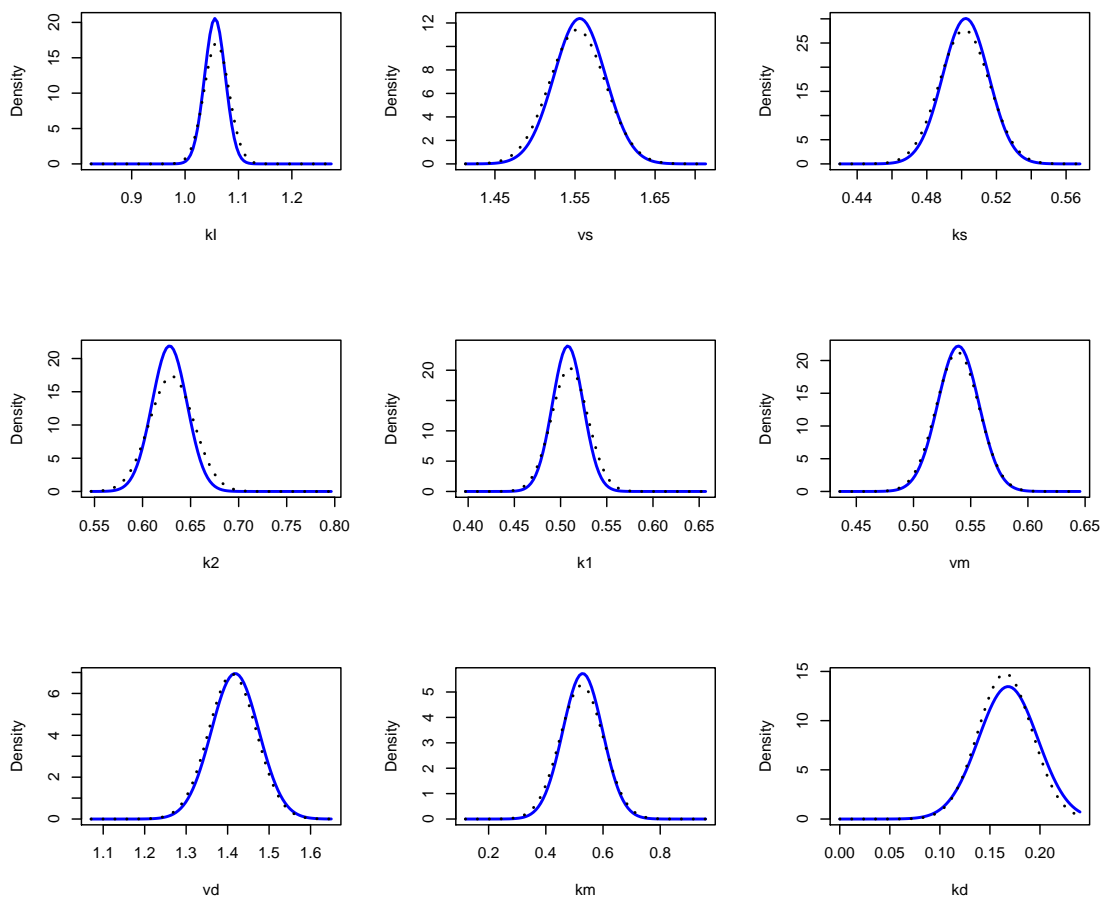 Density
20
15
10
5
0
0.9 1.0 1.1 1.2
kI
Density
12
8
6
4
2
0
1.45 1.55 1.65
vs
Density
25
15
5
0
0.44 0.48 0.52 0.56
ks
Density
20
15
10
5
0
0.55 0.60 0.65 0.70 0.75 0.80
k2
Density
20
10
5
0
0.40 0.45 0.50 0.55 0.60 0.65
k1
Density
20
15
10
5
0
0.45 0.50 0.55 0.60 0.65
vm
Density
6
4
2
0
1.1 1.2 1.3 1.4 1.5 1.6
vd
Density
5
4
3
2
1
0
0.2 0.4 0.6 0.8
km
Density
15
10
5
0
0.00 0.05 0.10 0.15 0.20
kd